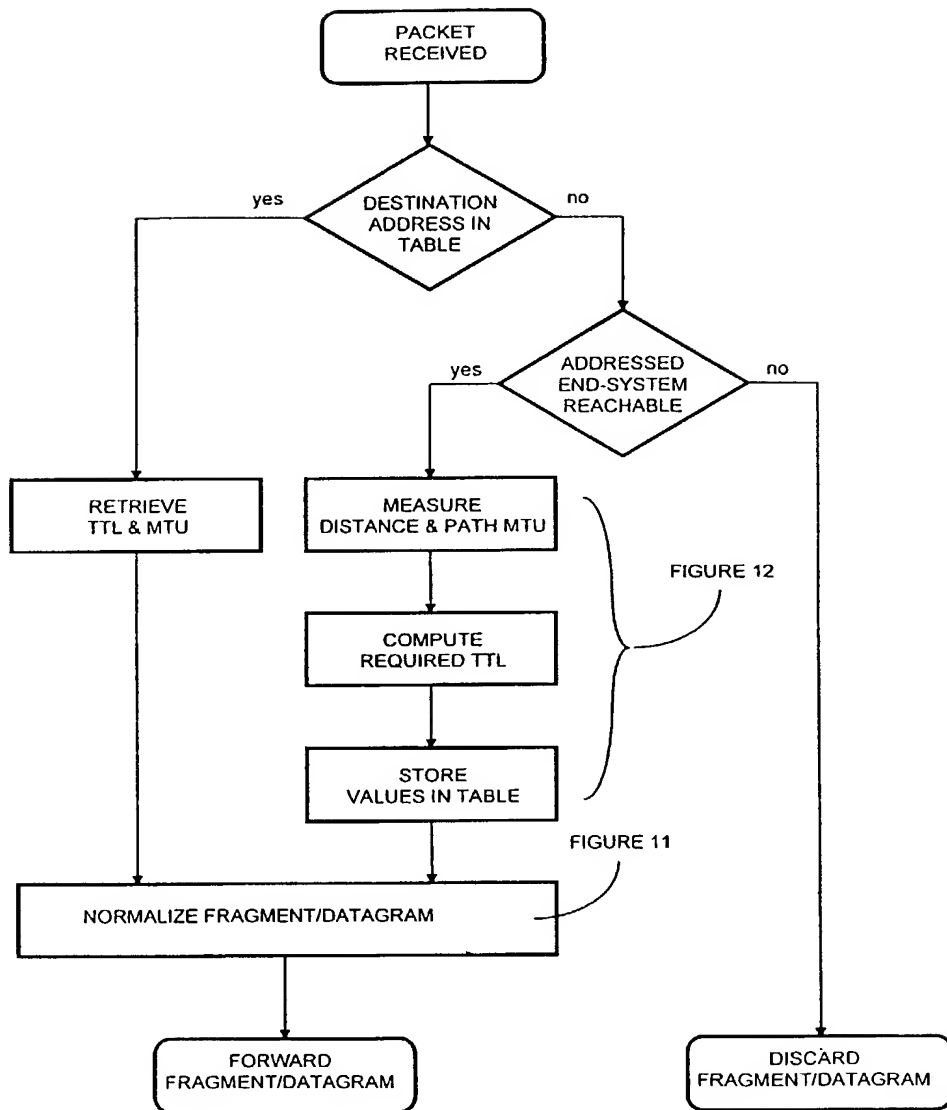 PACKET
RECEIVED
yes
DESTINATION
ADDRESS IN
TABLE
no
yes
ADDRESSED
END-SYSTEM
REACHABLE
no
RETRIEVE
TTL & MTU
MEASURE
DISTANCE & PATH MTU
FIGURE 12
COMPUTE
REQUIRED TTL
STORE
VALUES IN TABLE
FIGURE 11
NORMALIZE FRAGMENT/DATAGRAM
FORWARD
FRAGMENT/DATAGRAM
DISCARD
FRAGMENT/DATAGRAM